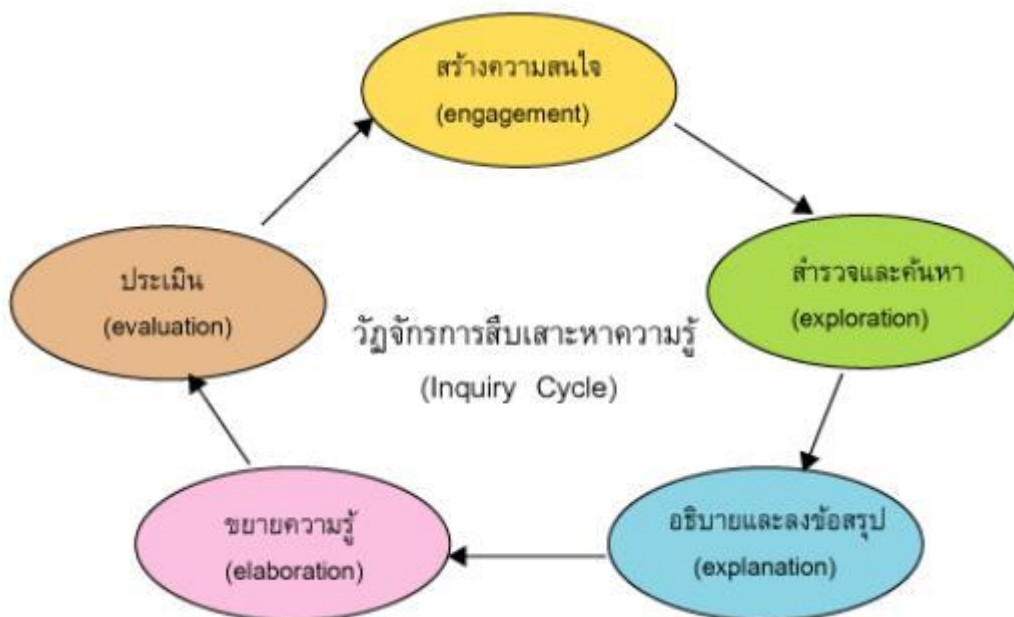 สร้างความสนใจ
(engagement)
สำรวจและค้นหา
(exploration)
อธิบายและลงข้อสรุป
(explanation)
ขยายความรู้
(elaboration)
ประเมิน
(evaluation)
วัฏจักรการสืบเสาะหาความรู้
(Inquiry Cycle)